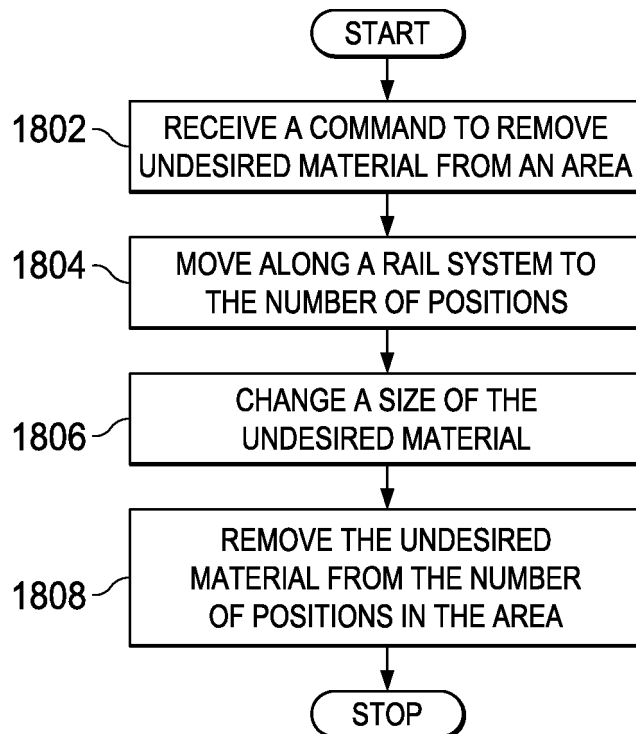 START
1802
RECEIVE A COMMAND TO REMOVE
UNDESIRED MATERIAL FROM AN AREA
1804
MOVE ALONG A RAIL SYSTEM TO
THE NUMBER OF POSITIONS
1806
CHANGE A SIZE OF THE
UNDESIRED MATERIAL
1808
REMOVE THE UNDESIRED
MATERIAL FROM THE NUMBER
OF POSITIONS IN THE AREA
STOP